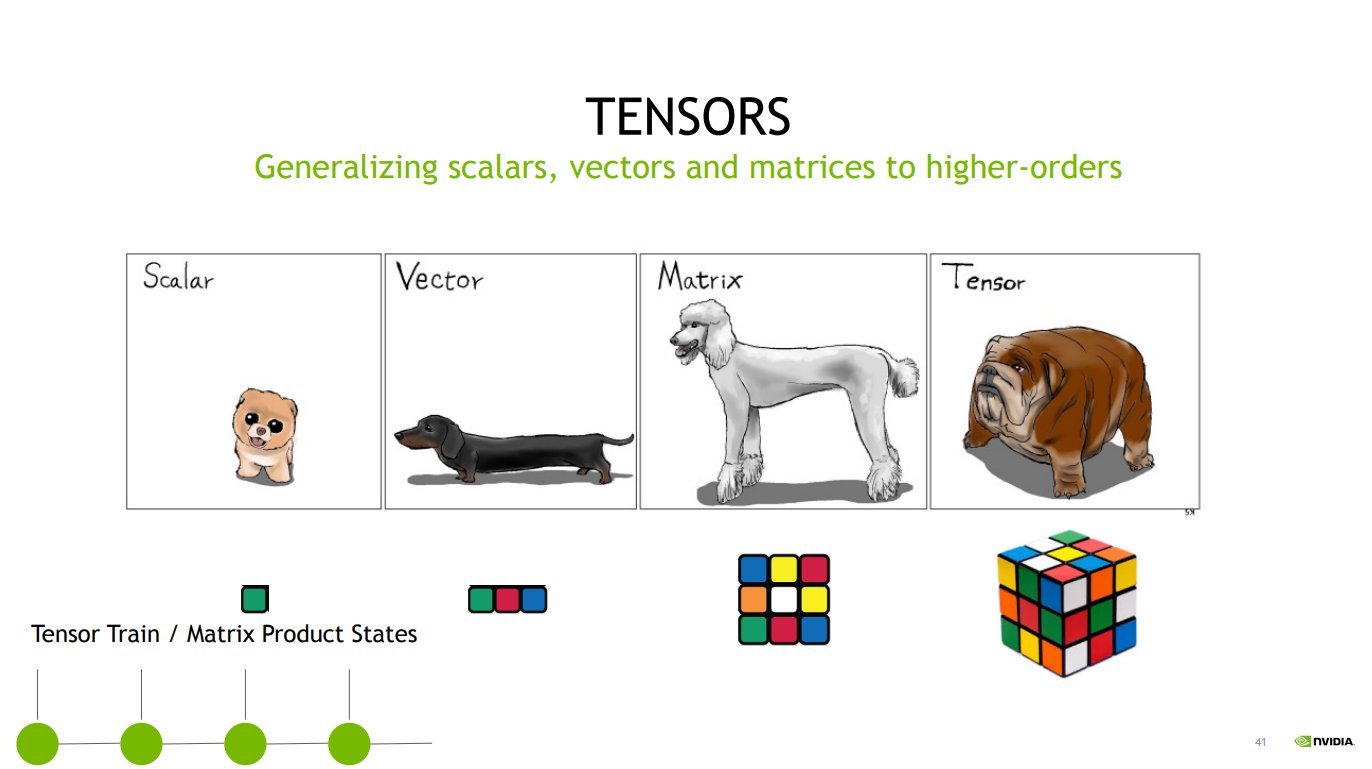 TENSORS
Generalizing scalars, vectors and matrices to higher-orders
Scalar
Vector
Matrix
Tensor
KS
Tensor Train / Matrix Product States
41
NVIDIA.